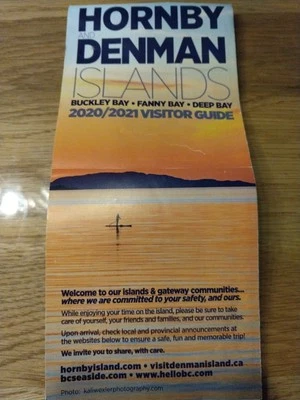 HORNBY
AND
DENMAN
ISLANDS
BUCKLEY BAY • FANNY BAY • DEEP BAY
2020/2021 VISITOR GUIDE
Welcome to our islands & gateway communities...
where we are committed to your safety, and ours.
While enjoying your time on the island, please be sure to take
care of yourself, your friends and families, and our communities.
Upon arrival, check local and provincial announcements at
the websites below to ensure a safe, fun and memorable trip!
We invite you to share, with care.
hornbyisland.com • visitdenmanisland.ca
bcseaside.com • www.hellobc.com
Photo: kaliwexlerphotography.com